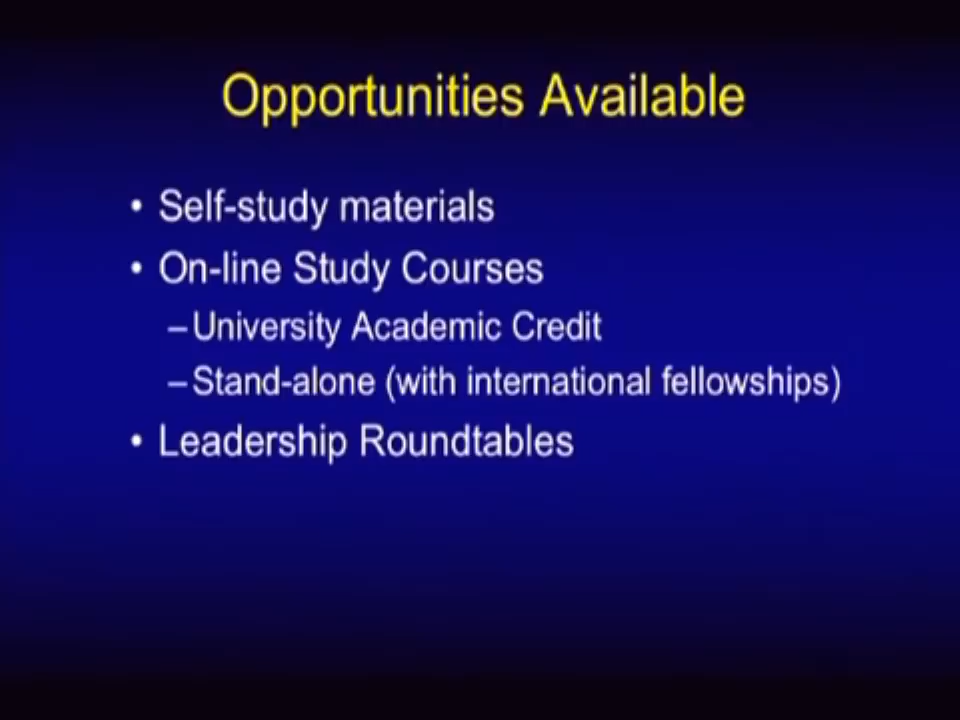 Opportunities Available
• Self-study materials
• On-line Study Courses
–University Academic Credit
–Stand-alone (with international fellowships)
• Leadership Roundtables